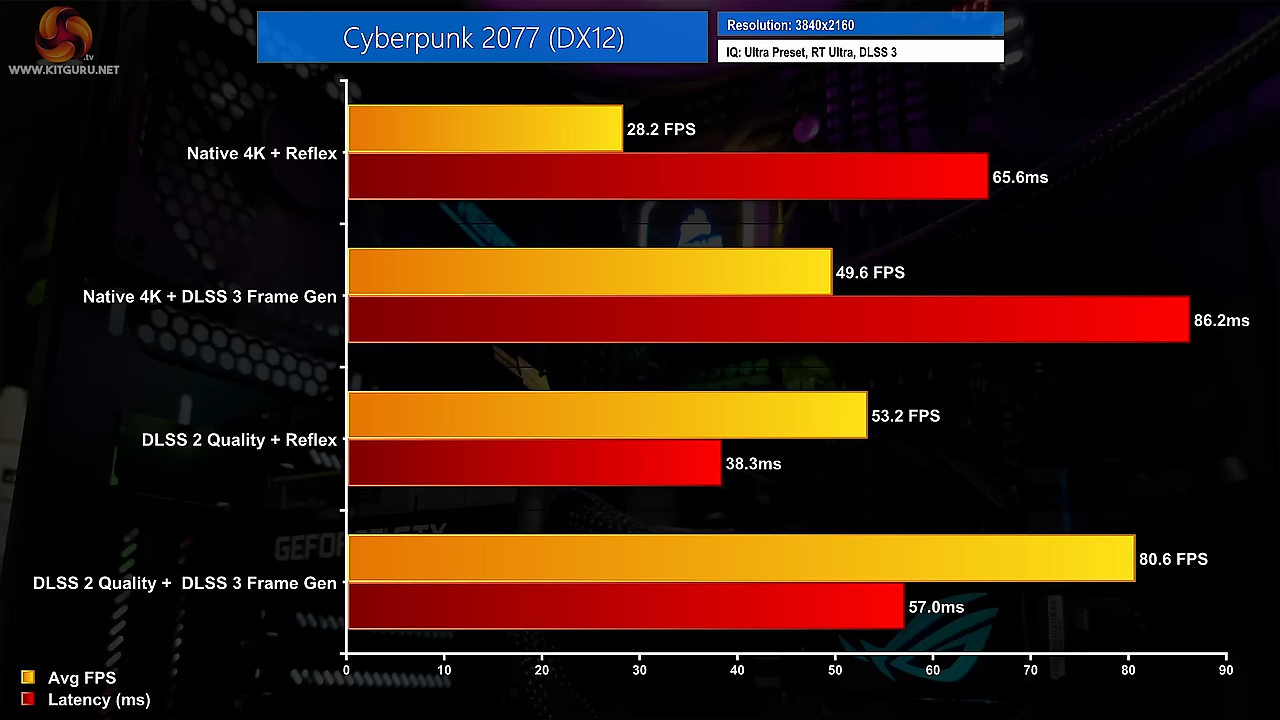 .tv
WWW.KITGURU.NET
Cyberpunk 2077 (DX12)
Resolution: 3840x2160
IQ: Ultra Preset, RT Ultra, DLSS 3
Native 4K + Reflex
28.2 FPS
65.6ms
Native 4K + DLSS 3 Frame Gen
49.6 FPS
86.2ms
DLSS 2 Quality + Reflex
53.2 FPS
38.3ms
DLSS 2 Quality + DLSS 3 Frame Gen
80.6 FPS
57.0ms
0 10 20 30 40 50 60 70 80 90
Avg FPS
Latency (ms)